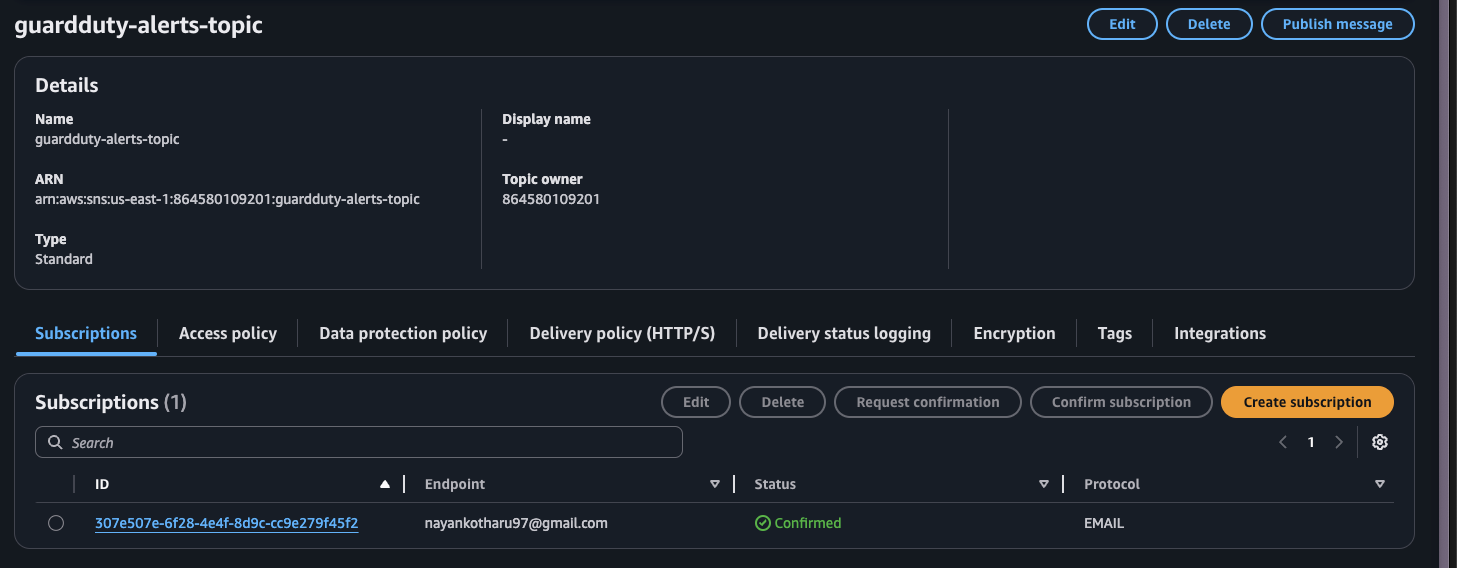 guardduty-alerts-topic
Edit
Delete
Publish message
Details
Name
guardduty-alerts-topic
Display name
-
ARN
arn:aws:sns:us-east-1:864580109201:guardduty-alerts-topic
Topic owner
864580109201
Type
Standard
Subscriptions
Access policy
Data protection policy
Delivery policy (HTTP/S)
Delivery status logging
Encryption
Tags
Integrations
Subscriptions (1)
Edit
Delete
Request confirmation
Confirm subscription
Create subscription
Search
1
ID
Endpoint
Status
Protocol
307e507e-6f28-4e4f-8d9c-cc9e279f45f2
nayankotharu97@gmail.com
Confirmed
EMAIL